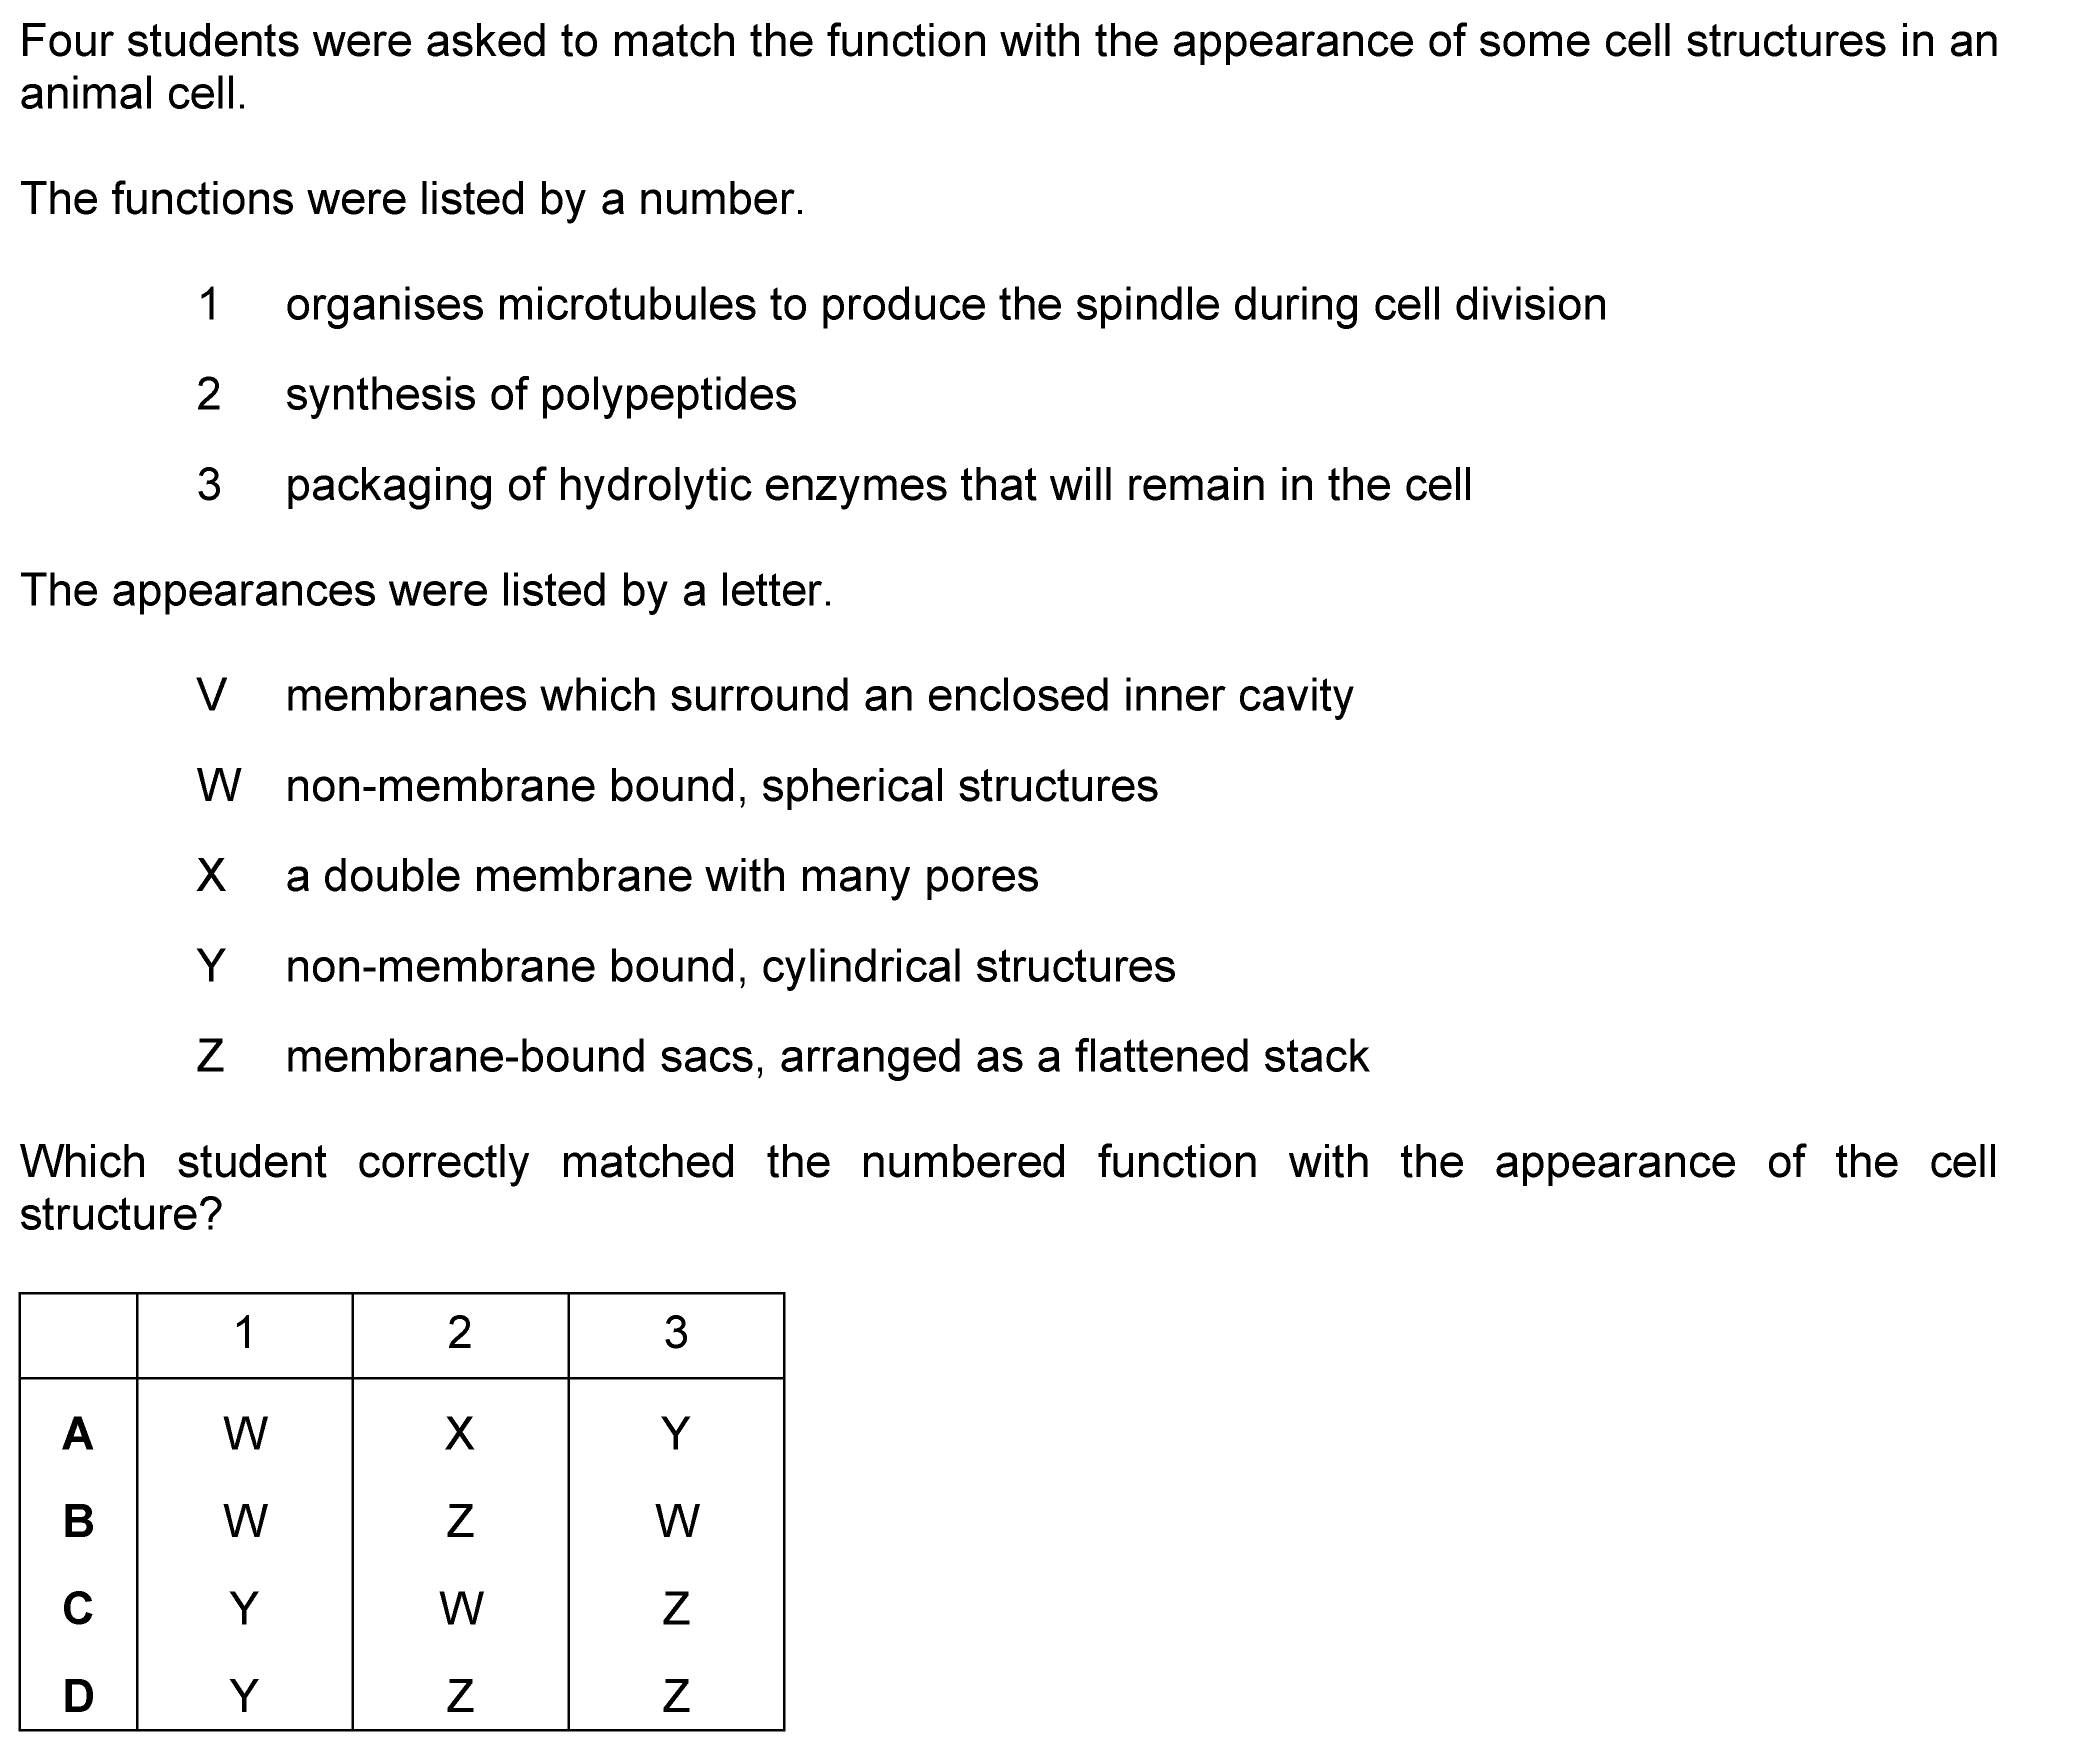 Four students were asked to match the function with the appearance of some cell structures in an
animal cell.
The functions were listed by a number.
1 organises microtubules to produce the spindle during cell division
2 synthesis of polypeptides
3 packaging of hydrolytic enzymes that will remain in the cell
The appearances were listed by a letter.
V membranes which surround an enclosed inner cavity
W non-membrane bound, spherical structures
X a double membrane with many pores
Y non-membrane bound, cylindrical structures
Z membrane-bound sacs, arranged as a flattened stack
Which student correctly matched the numbered function with the appearance of the cell
structure?
1 2 3
A W X Y
B W Z W
C Y W Z
D Y Z Z